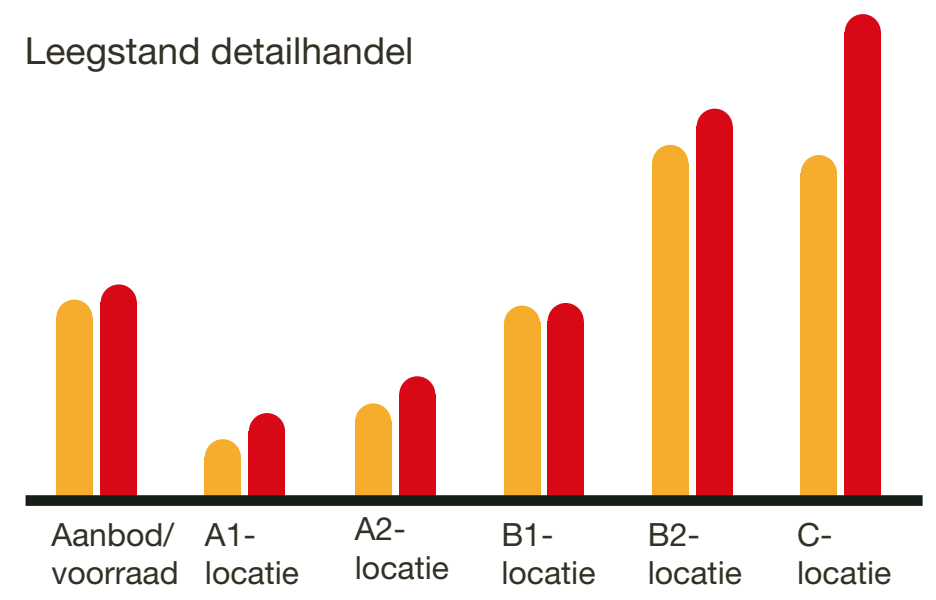 Leegstand detailhandel
Aanbod/
voorraad
A1-
locatie
A2-
locatie
B1-
locatie
B2-
locatie
C-
locatie